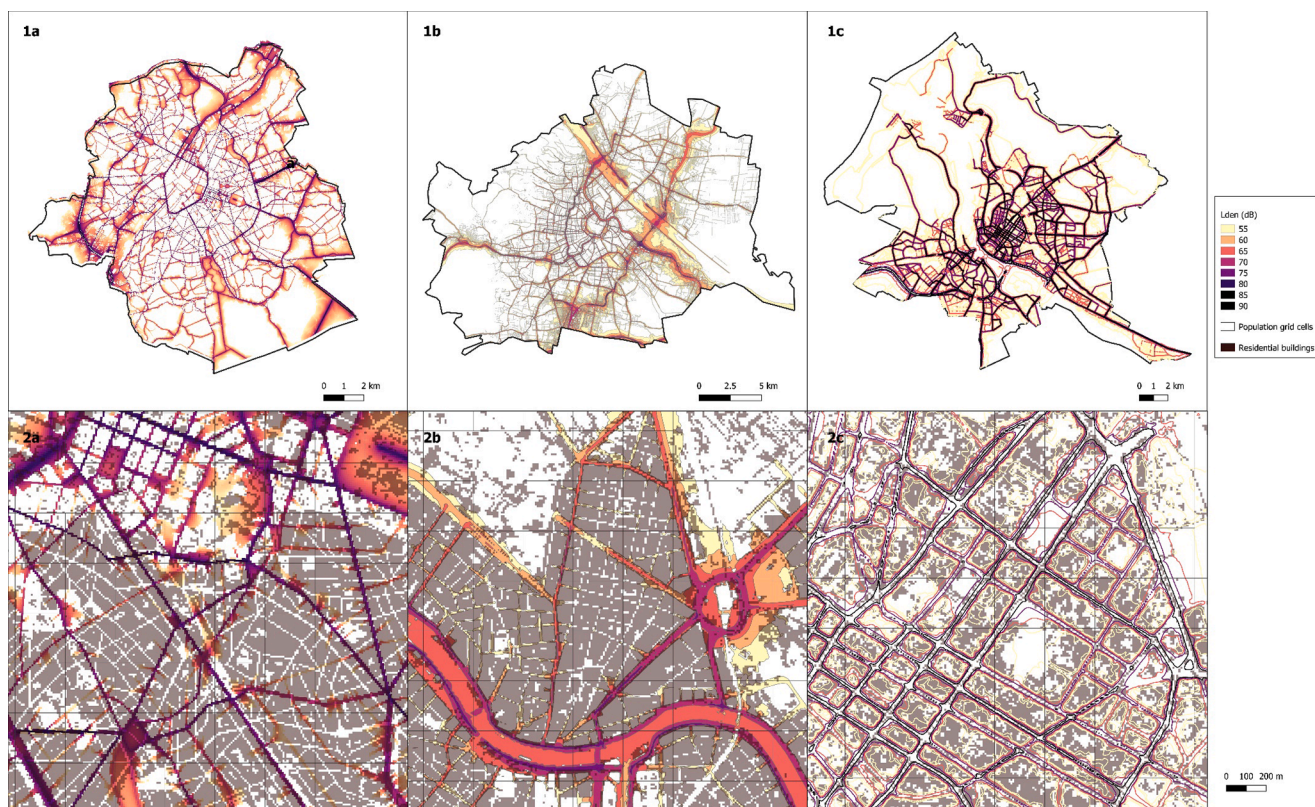 1a
1b
1c
0 1 2 km
0 2.5 5 km
0 1 2 km
Lden (dB)
55
60
65
70
75
80
85
90
Population grid cells
Residential buildings
2a
2b
2c
0 100 200 m